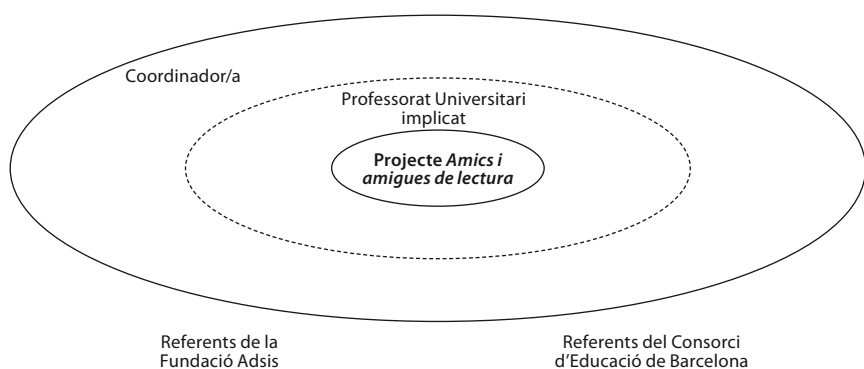 Coordinador/a
Professorat Universitari
implicat
Projecte Amics i
amigues de lectura
Referents de la
Fundació Adsis
Referents del Consorci
d’Educació de Barcelona